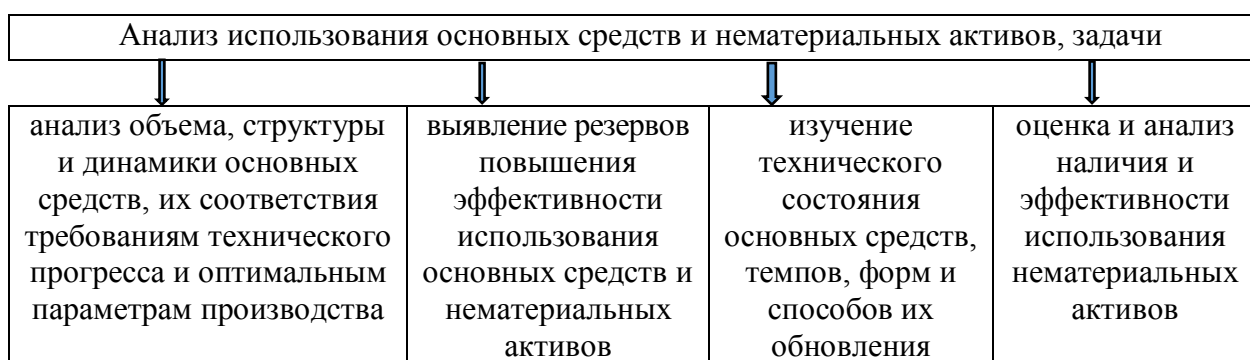 Анализ использования основных средств и нематериальных активов, задачи
анализ объема, структуры
и динамики основных
средств, их соответствия
требованиям технического
прогресса и оптимальным
параметрам производства
выявление резервов
повышения
эффективности
использования
основных средств и
нематериальных
активов
изучение
технического
состояния
основных средств,
темпов, форм и
способов их
обновления
оценка и анализ
наличия и
эффективности
использования
нематериальных
активов